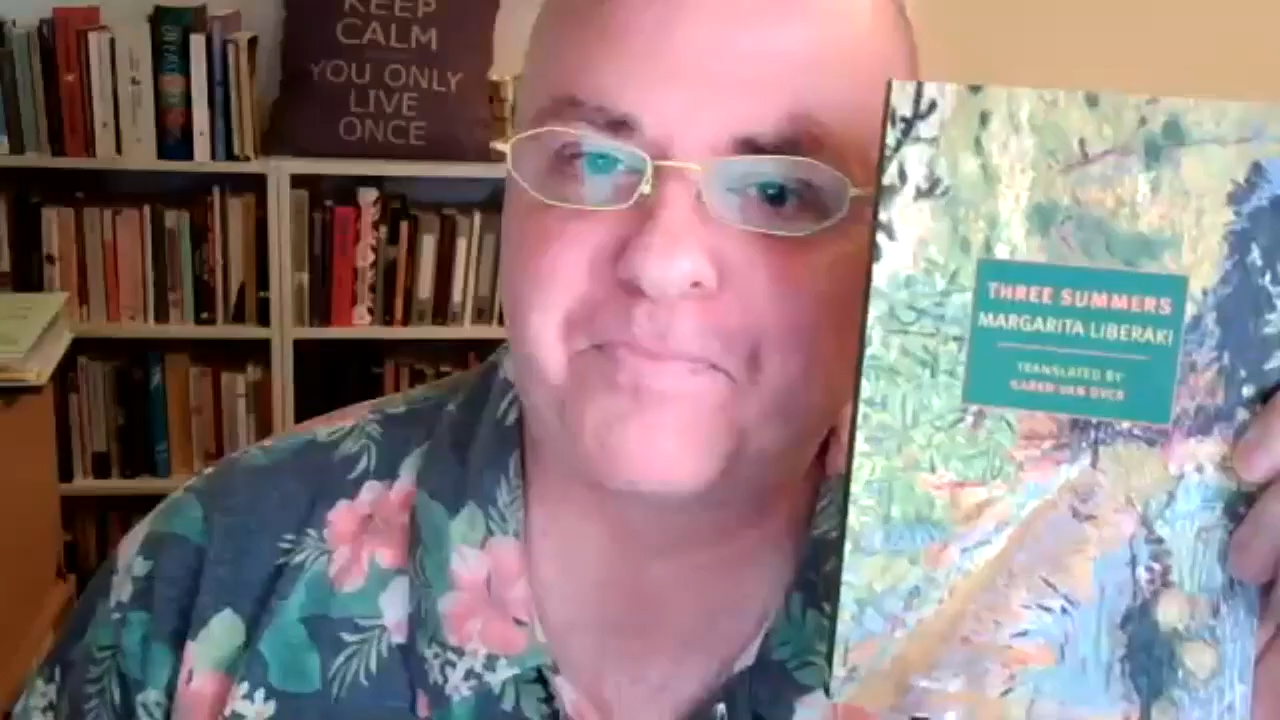 KEEP
CALM
YOU ONLY
LIVE
ONCE
THREE SUMMERS
MARGARITA LIBERAKI
TRANSLATED BY
KAREN VAN DYCK